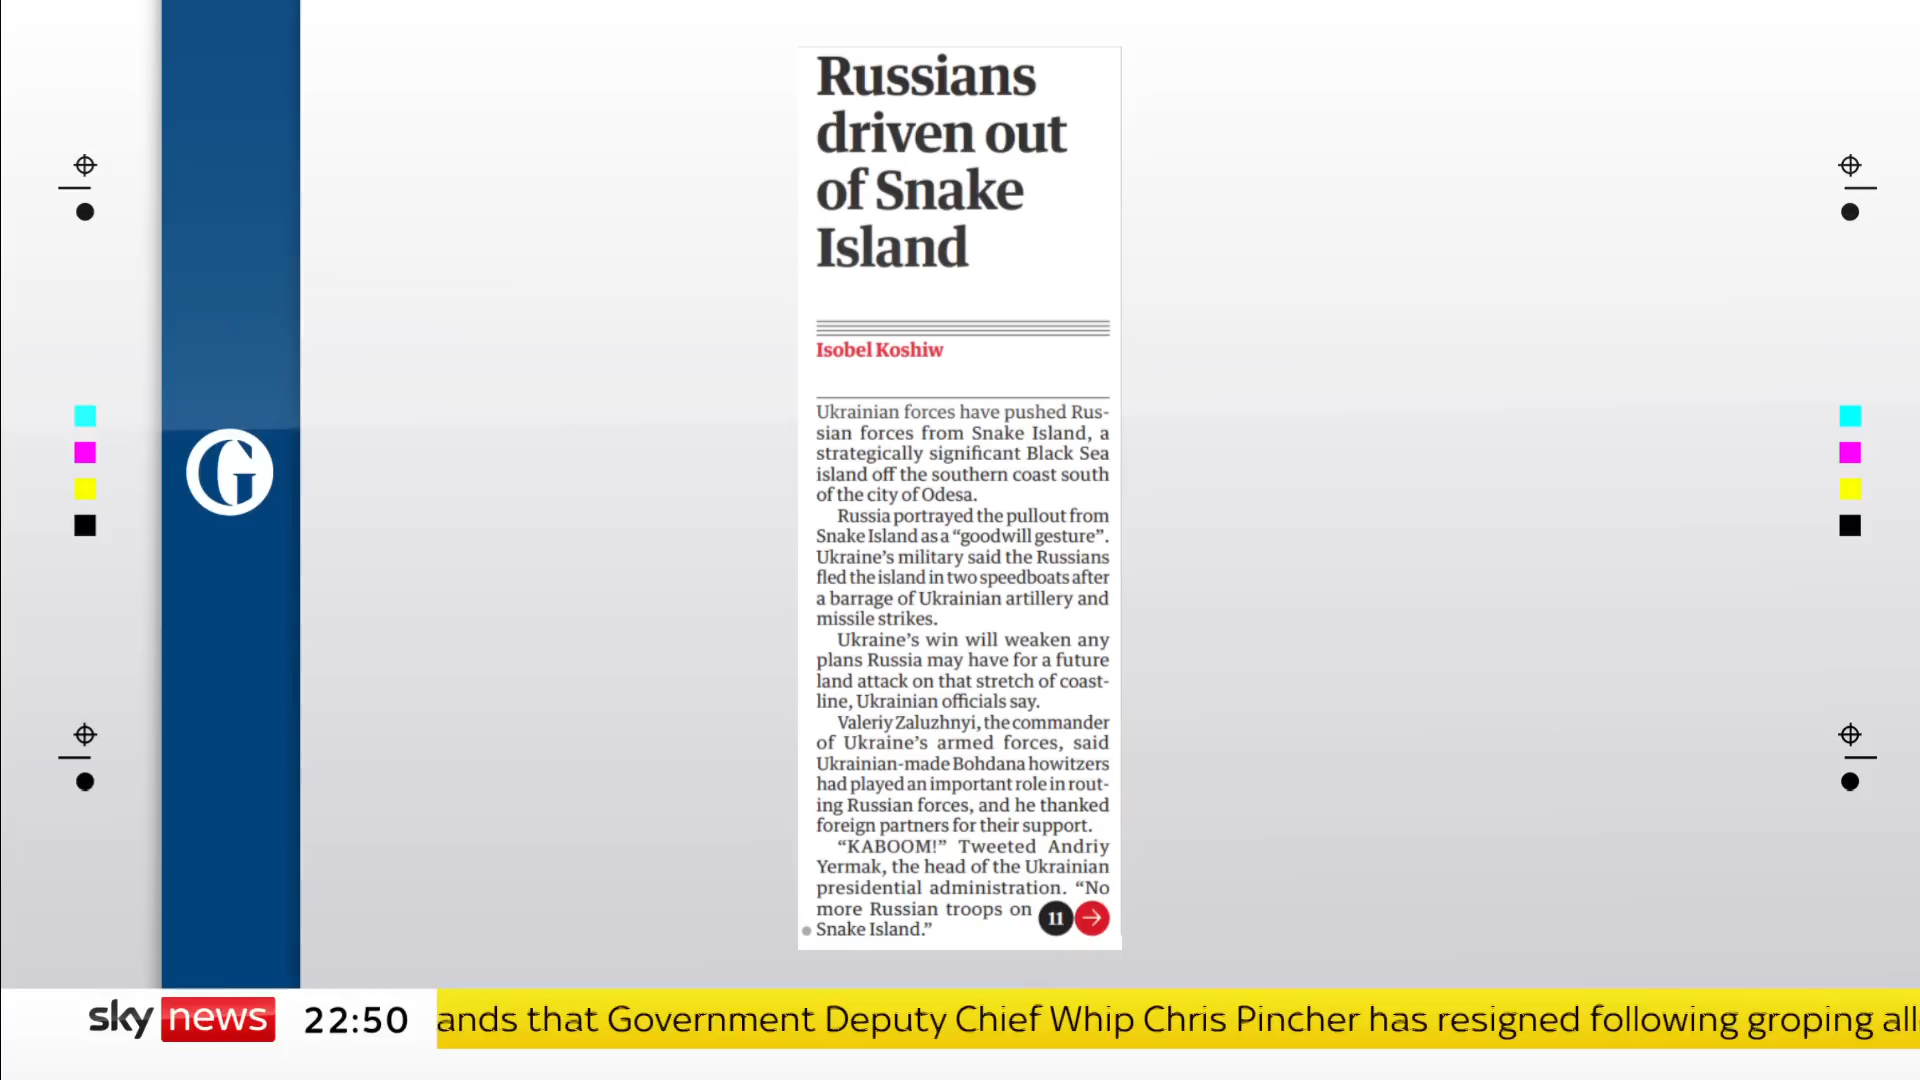 Russians
driven out
of Snake
Island
Isobel Koshiw
Ukrainian forces have pushed Rus-
sian forces from Snake Island, a
strategically significant Black Sea
island off the southern coast south
of the city of Odesa.
Russia portrayed the pullout from
Snake Island as a “goodwill gesture”.
Ukraine’s military said the Russians
fled the island in two speedboats after
a barrage of Ukrainian artillery and
missile strikes.
Ukraine’s win will weaken any
plans Russia may have for a future
land attack on that stretch of coast-
line, Ukrainian officials say.
Valeriy Zaluzhnyi, the commander
of Ukraine’s armed forces, said
Ukrainian-made Bohdana howitzers
had played an important role in rout-
ing Russian forces, and he thanked
foreign partners for their support.
“KABOOM!” Tweeted Andriy
Yermak, the head of the Ukrainian
presidential administration. “No
more Russian troops on
Snake Island.”
11
G
sky news 22:50 ands that Government Deputy Chief Whip Chris Pincher has resigned following groping all